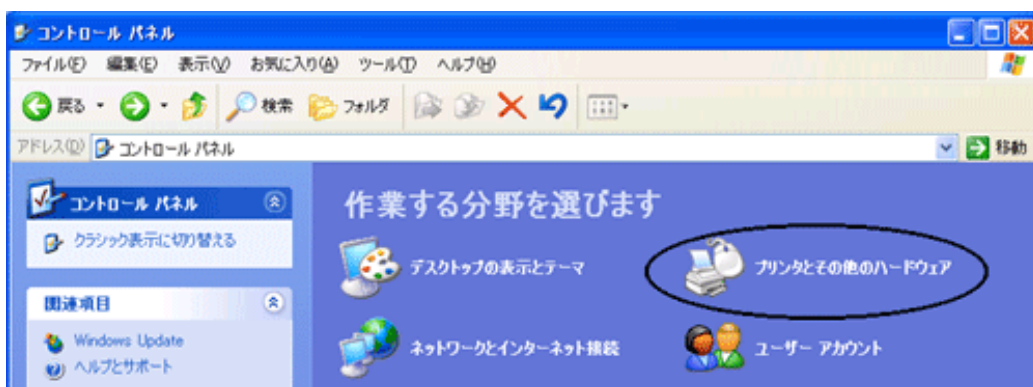 コントロール パネル
ファイル(F) 編集(E) 表示(V) お気に入り(A) ツール(T) ヘルプ(H)
戻る 検索 フォルダ
アドレス(D) コントロール パネル 移動
コントロール パネル
クラシック表示に切り替える
関連項目
Windows Update
ヘルプとサポート
作業する分野を選びます
デスクトップの表示とテーマ
プリンタとその他のハードウェア
ネットワークとインターネット接続
ユーザー アカウント